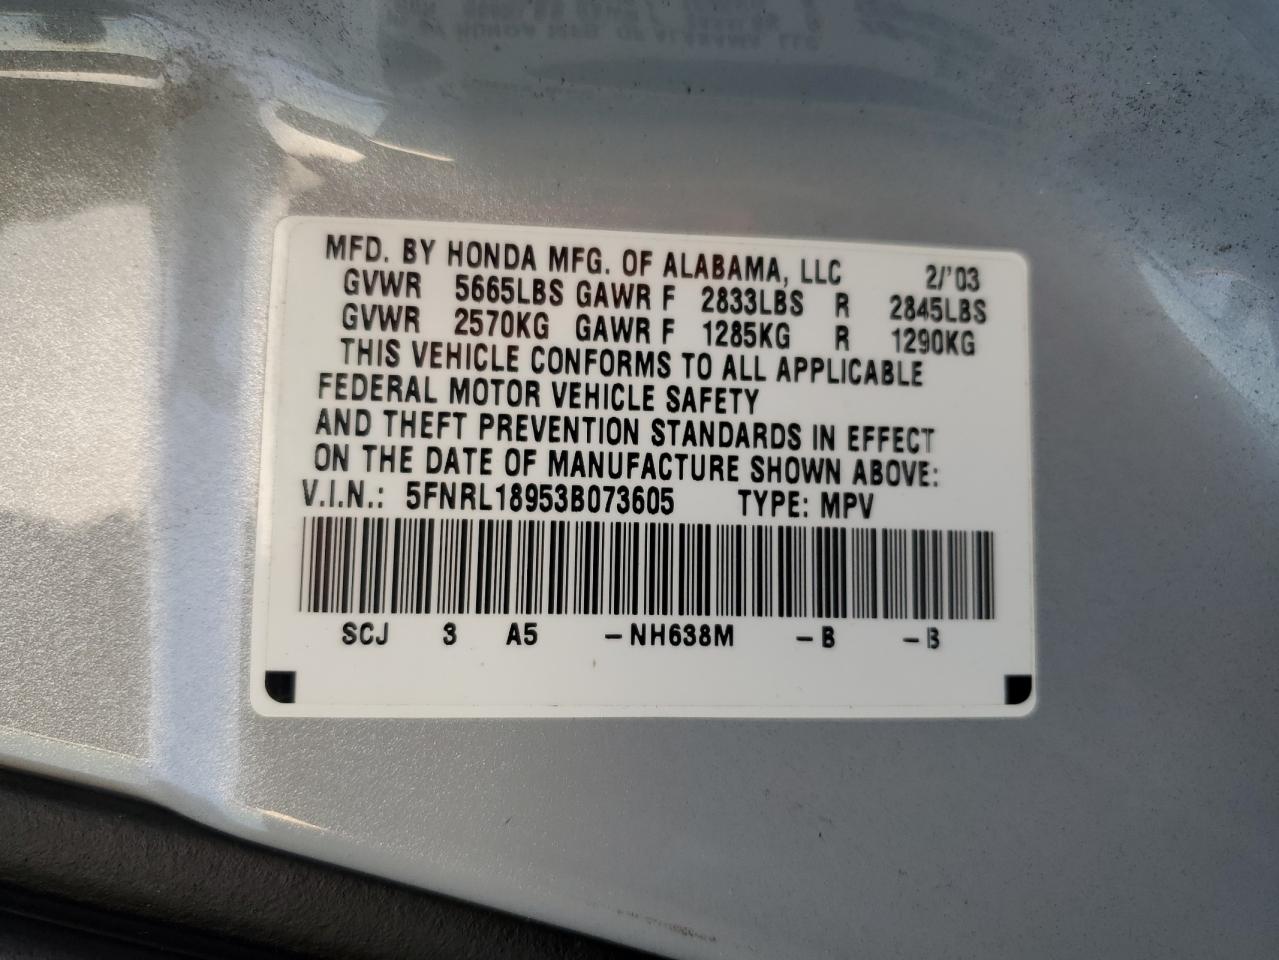 MFD. BY HONDA MFG. OF ALABAMA, LLC 2/'03
GVWR 5665LBS GAWR F 2833LBS R 2845LBS
GVWR 2570KG GAWR F 1285KG R 1290KG
THIS VEHICLE CONFORMS TO ALL APPLICABLE
FEDERAL MOTOR VEHICLE SAFETY
AND THEFT PREVENTION STANDARDS IN EFFECT
ON THE DATE OF MANUFACTURE SHOWN ABOVE:
V.I.N.: 5FNRL18953B073605 TYPE: MPV
SCJ 3 A5 -NH638M -B -B